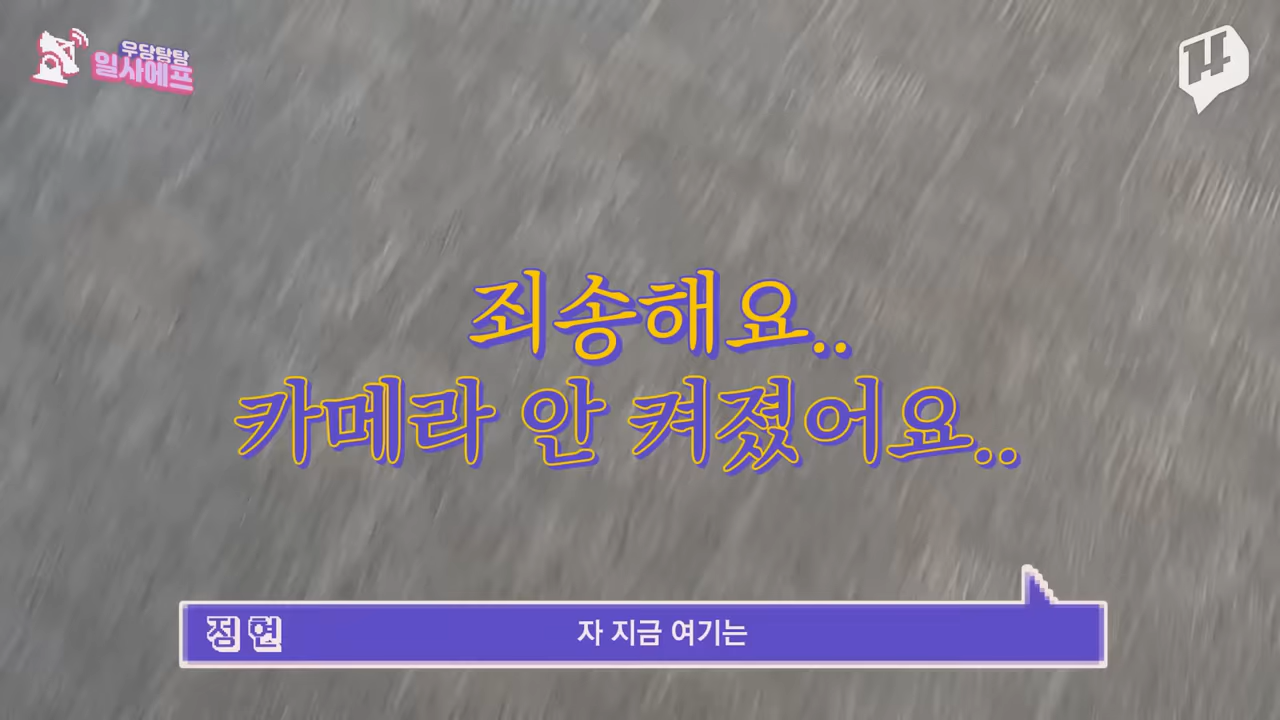 우당탕탕
일사에프
14
죄송해요..
카메라 안 켜졌어요..
정현
자 지금 여기는